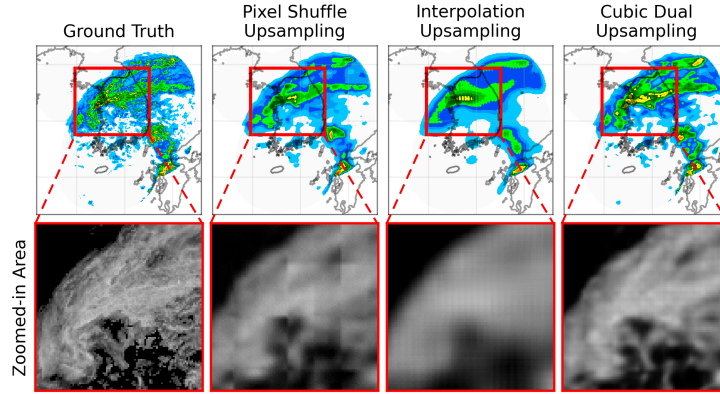 Ground Truth
Pixel Shuffle
Upsampling
Interpolation
Upsampling
Cubic Dual
Upsampling
Zoomed-in Area